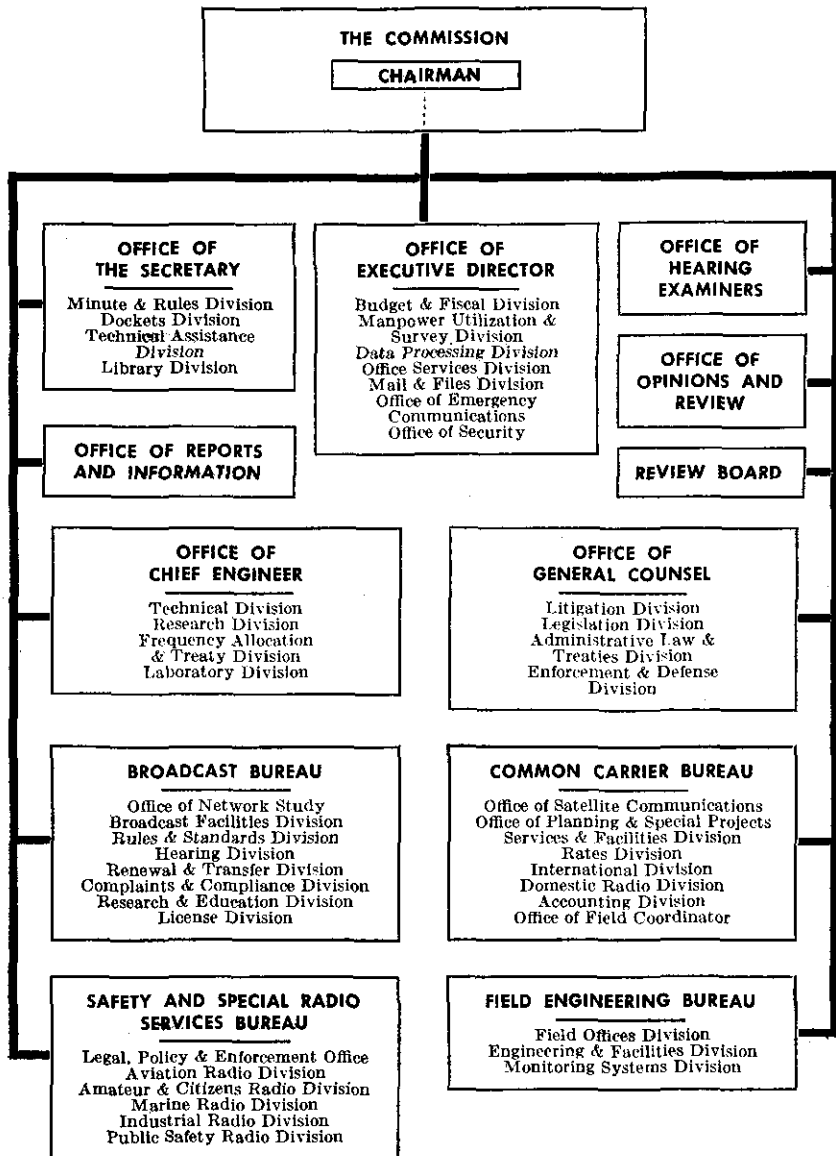 THE COMMISSION
CHAIRMAN
OFFICE OF
THE SECRETARY
Minute & Rules Division
Dockets Division
Technical Assistance
Division
Library Division
OFFICE OF
EXECUTIVE DIRECTOR
Budget & Fiscal Division
Manpower Utilization &
Survey Division
Data Processing Division
Office Services Division
Mail & Files Division
Office of Emergency
Communications
Office of Security
OFFICE OF
HEARING
EXAMINERS
OFFICE OF
OPINIONS AND
REVIEW
OFFICE OF REPORTS
AND INFORMATION
REVIEW BOARD
OFFICE OF
CHIEF ENGINEER
Technical Division
Research Division
Frequency Allocation
& Treaty Division
Laboratory Division
OFFICE OF
GENERAL COUNSEL
Litigation Division
Legislation Division
Administrative Law &
Treaties Division
Enforcement & Defense
Division
BROADCAST BUREAU
Office of Network Study
Broadcast Facilities Division
Rules & Standards Division
Hearing Division
Renewal & Transfer Division
Complaints & Compliance Division
Research & Education Division
License Division
COMMON CARRIER BUREAU
Office of Satellite Communications
Office of Planning & Special Projects
Services & Facilities Division
Rates Division
International Division
Domestic Radio Division
Accounting Division
Office of Field Coordinator
SAFETY AND SPECIAL RADIO
SERVICES BUREAU
Legal, Policy & Enforcement Office
Aviation Radio Division
Amateur & Citizens Radio Division
Marine Radio Division
Industrial Radio Division
Public Safety Radio Division
FIELD ENGINEERING BUREAU
Field Offices Division
Engineering & Facilities Division
Monitoring Systems Division